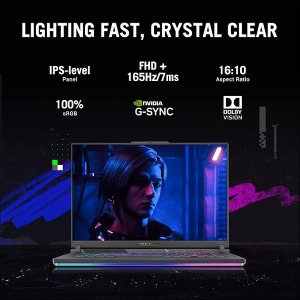 LIGHTING FAST, CRYSTAL CLEAR
IPS-level
Panel
FHD +
165Hz/7ms
16:10
Aspect Ratio
100%
sRGB
NVIDIA
G-SYNC
DOLBY
VISION